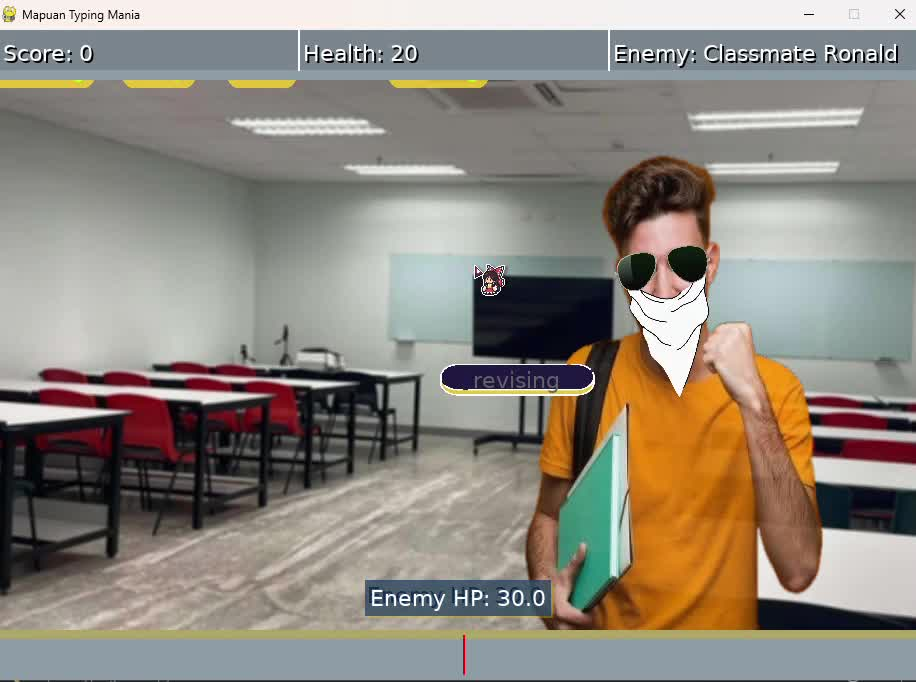 Mapuan Typing Mania
Score: 0
Health: 20
Enemy: Classmate Ronald
revising
Enemy HP: 30.0